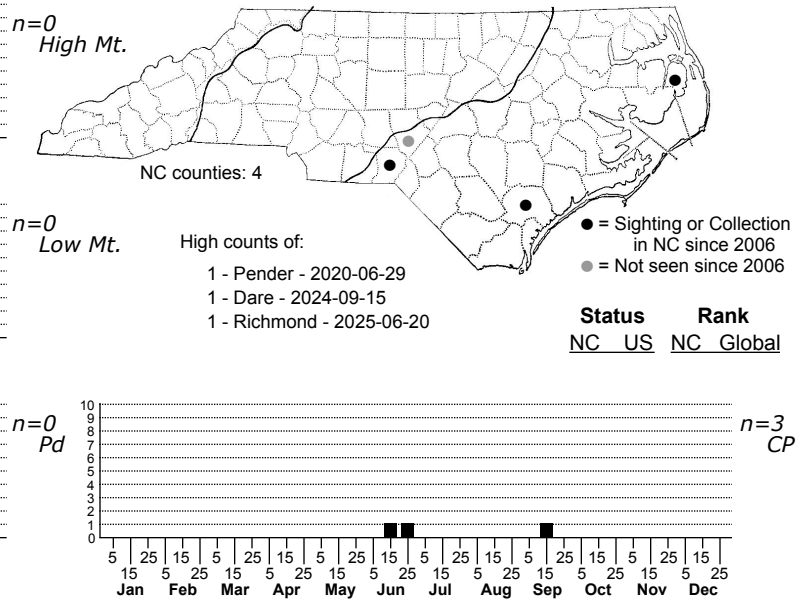 n=0
High Mt.
NC counties: 4
n=0
Low Mt.
High counts of:
1 - Pender - 2020-06-29
1 - Dare - 2024-09-15
1 - Richmond - 2025-06-20
= Sighting or Collection
in NC since 2006
= Not seen since 2006
Status Rank
NC US NC Global
n=0
Pd
n=3
CP
10
9
8
7
6
5
4
3
2
1
0
5 25 15 5 25 15 5 25 15 5 25 15 5 25 15 5 25 15
15 5 25 15 5 25 15 5 25 15 5 25 15 5 25 15 5 25
Jan Feb Mar Apr May Jun Jul Aug Sep Oct Nov Dec